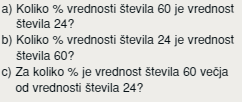 a) Koliko % vrednosti števila 60 je vrednost
števila 24?
b) Koliko % vrednosti števila 24 je vrednost
števila 60?
c) Za koliko % je vrednost števila 60 večja
od vrednosti števila 24?